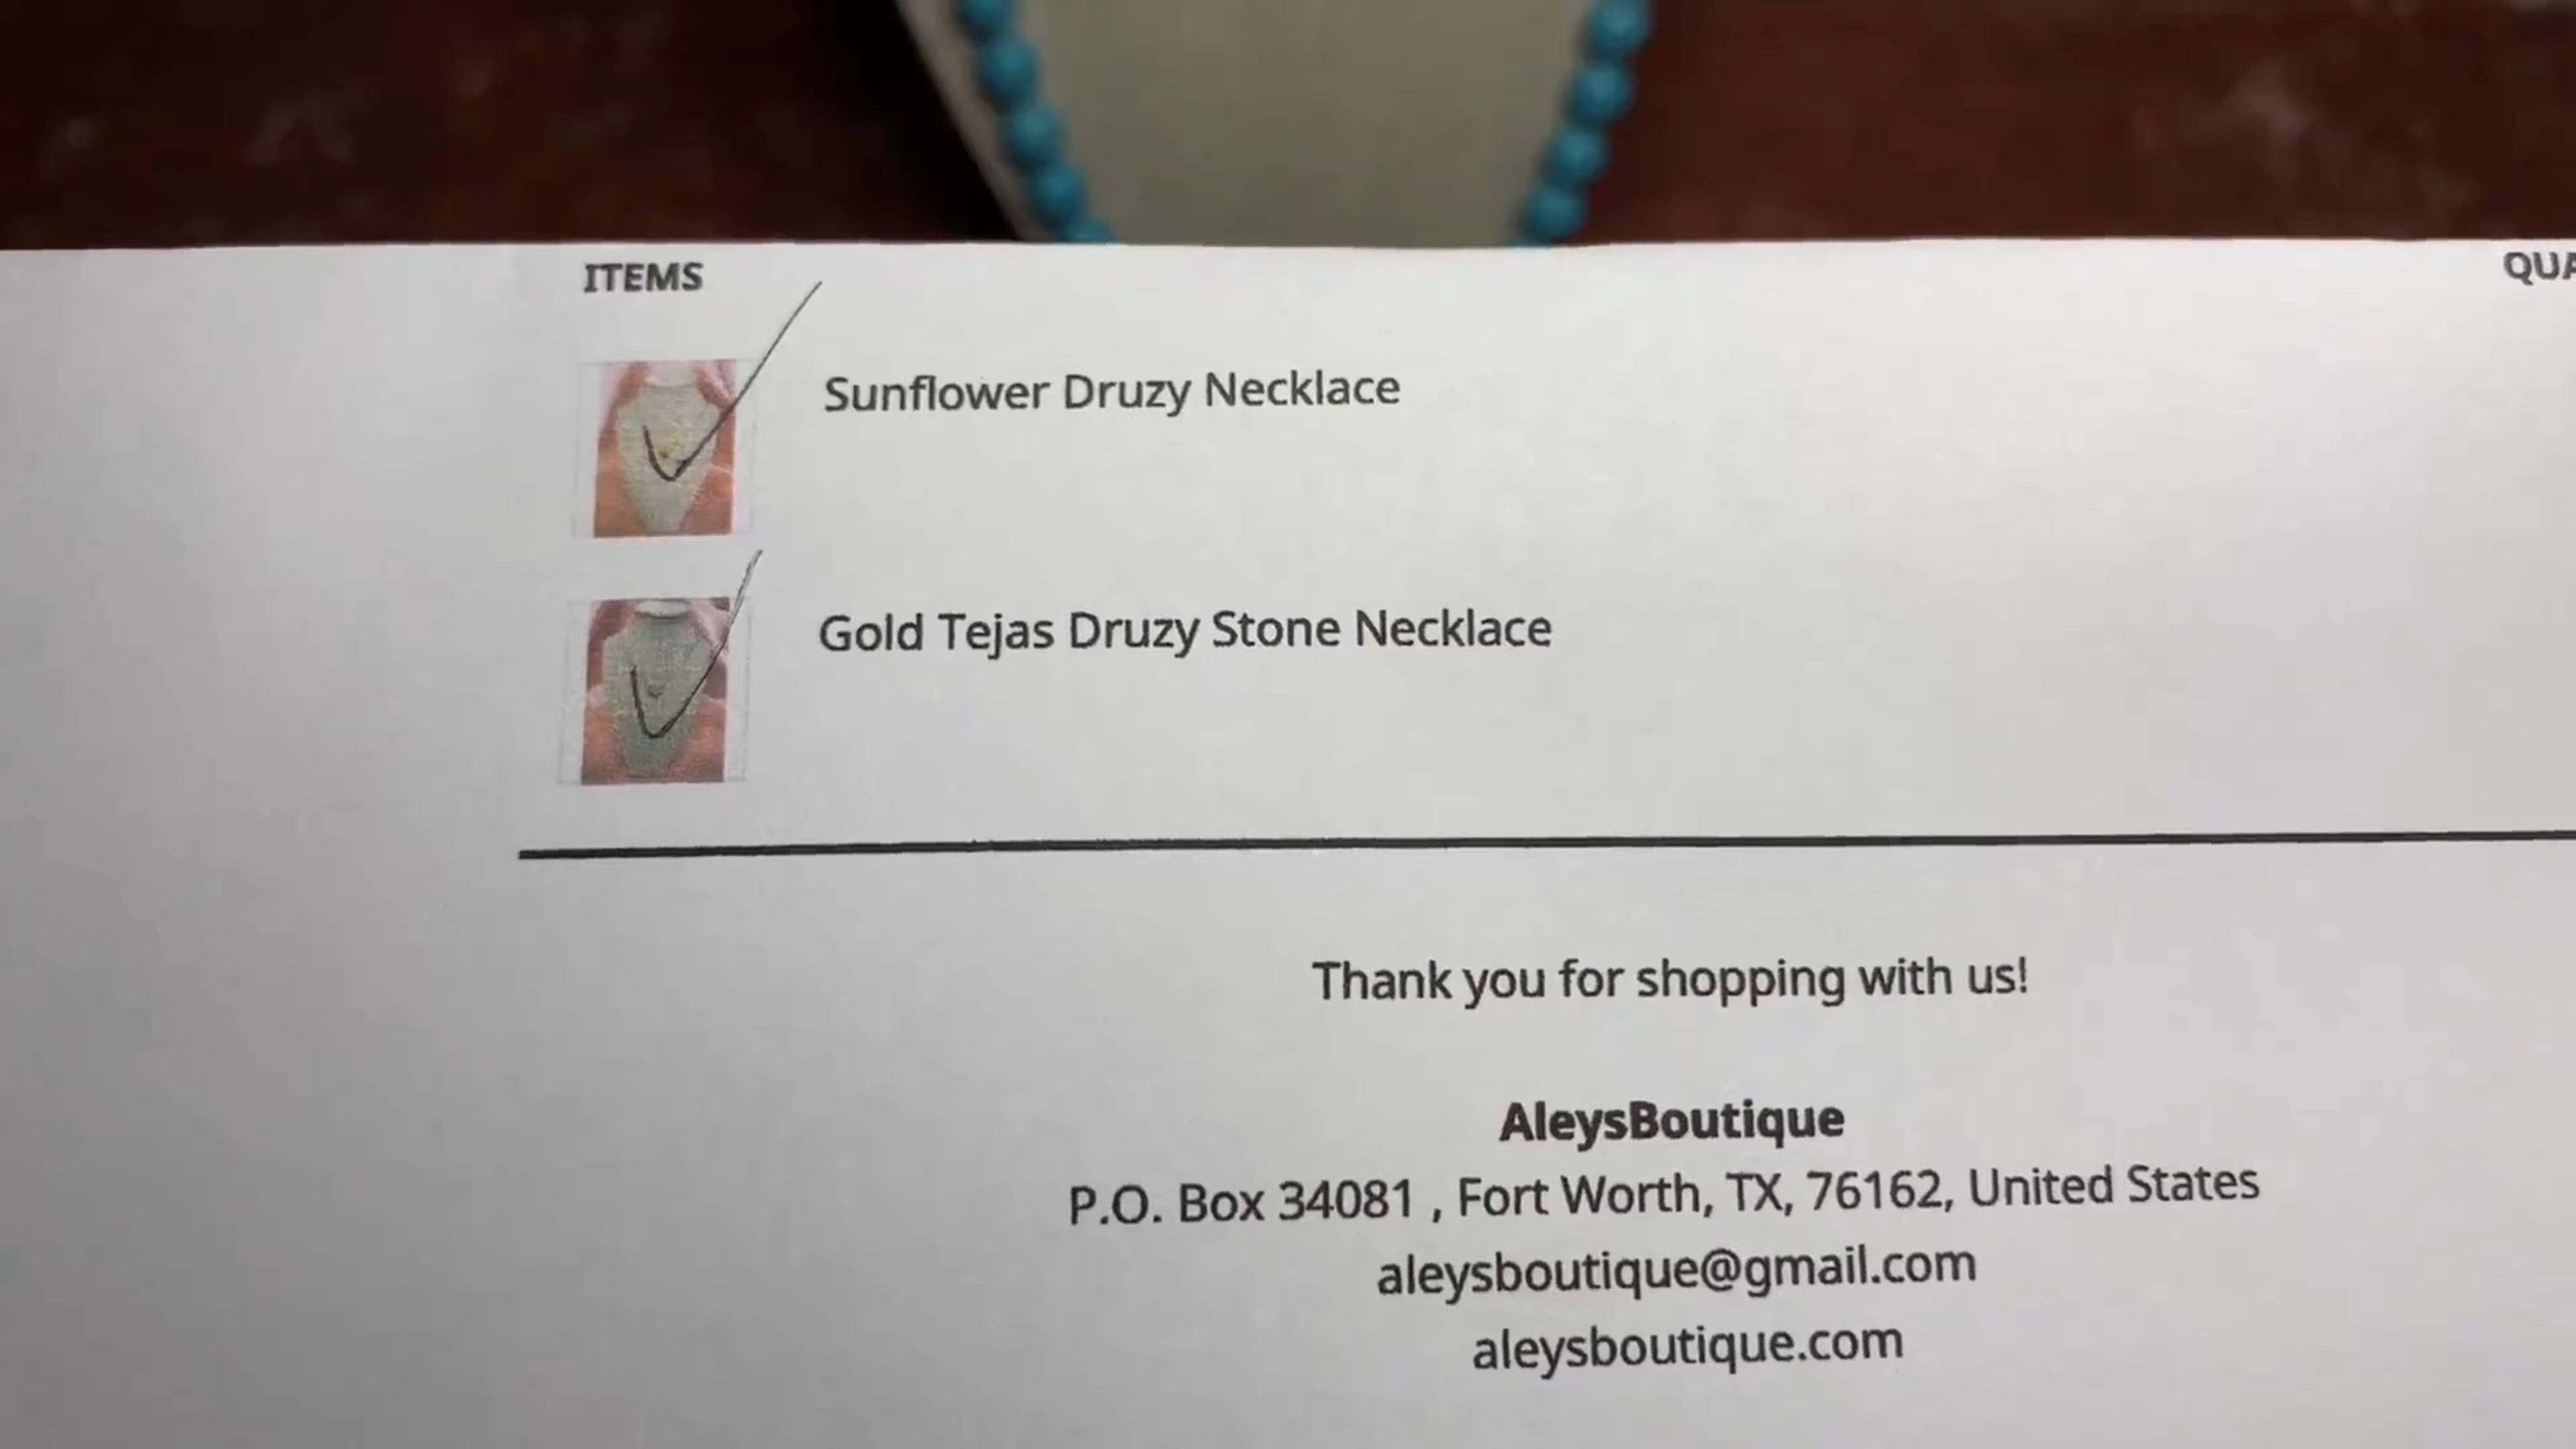 ITEMS
Sunflower Druzy Necklace
Gold Tejas Druzy Stone Necklace
Thank you for shopping with us!
AleysBoutique
P.O. Box 34081 , Fort Worth, TX, 76162, United States
aleysboutique@gmail.com
aleysboutique.com